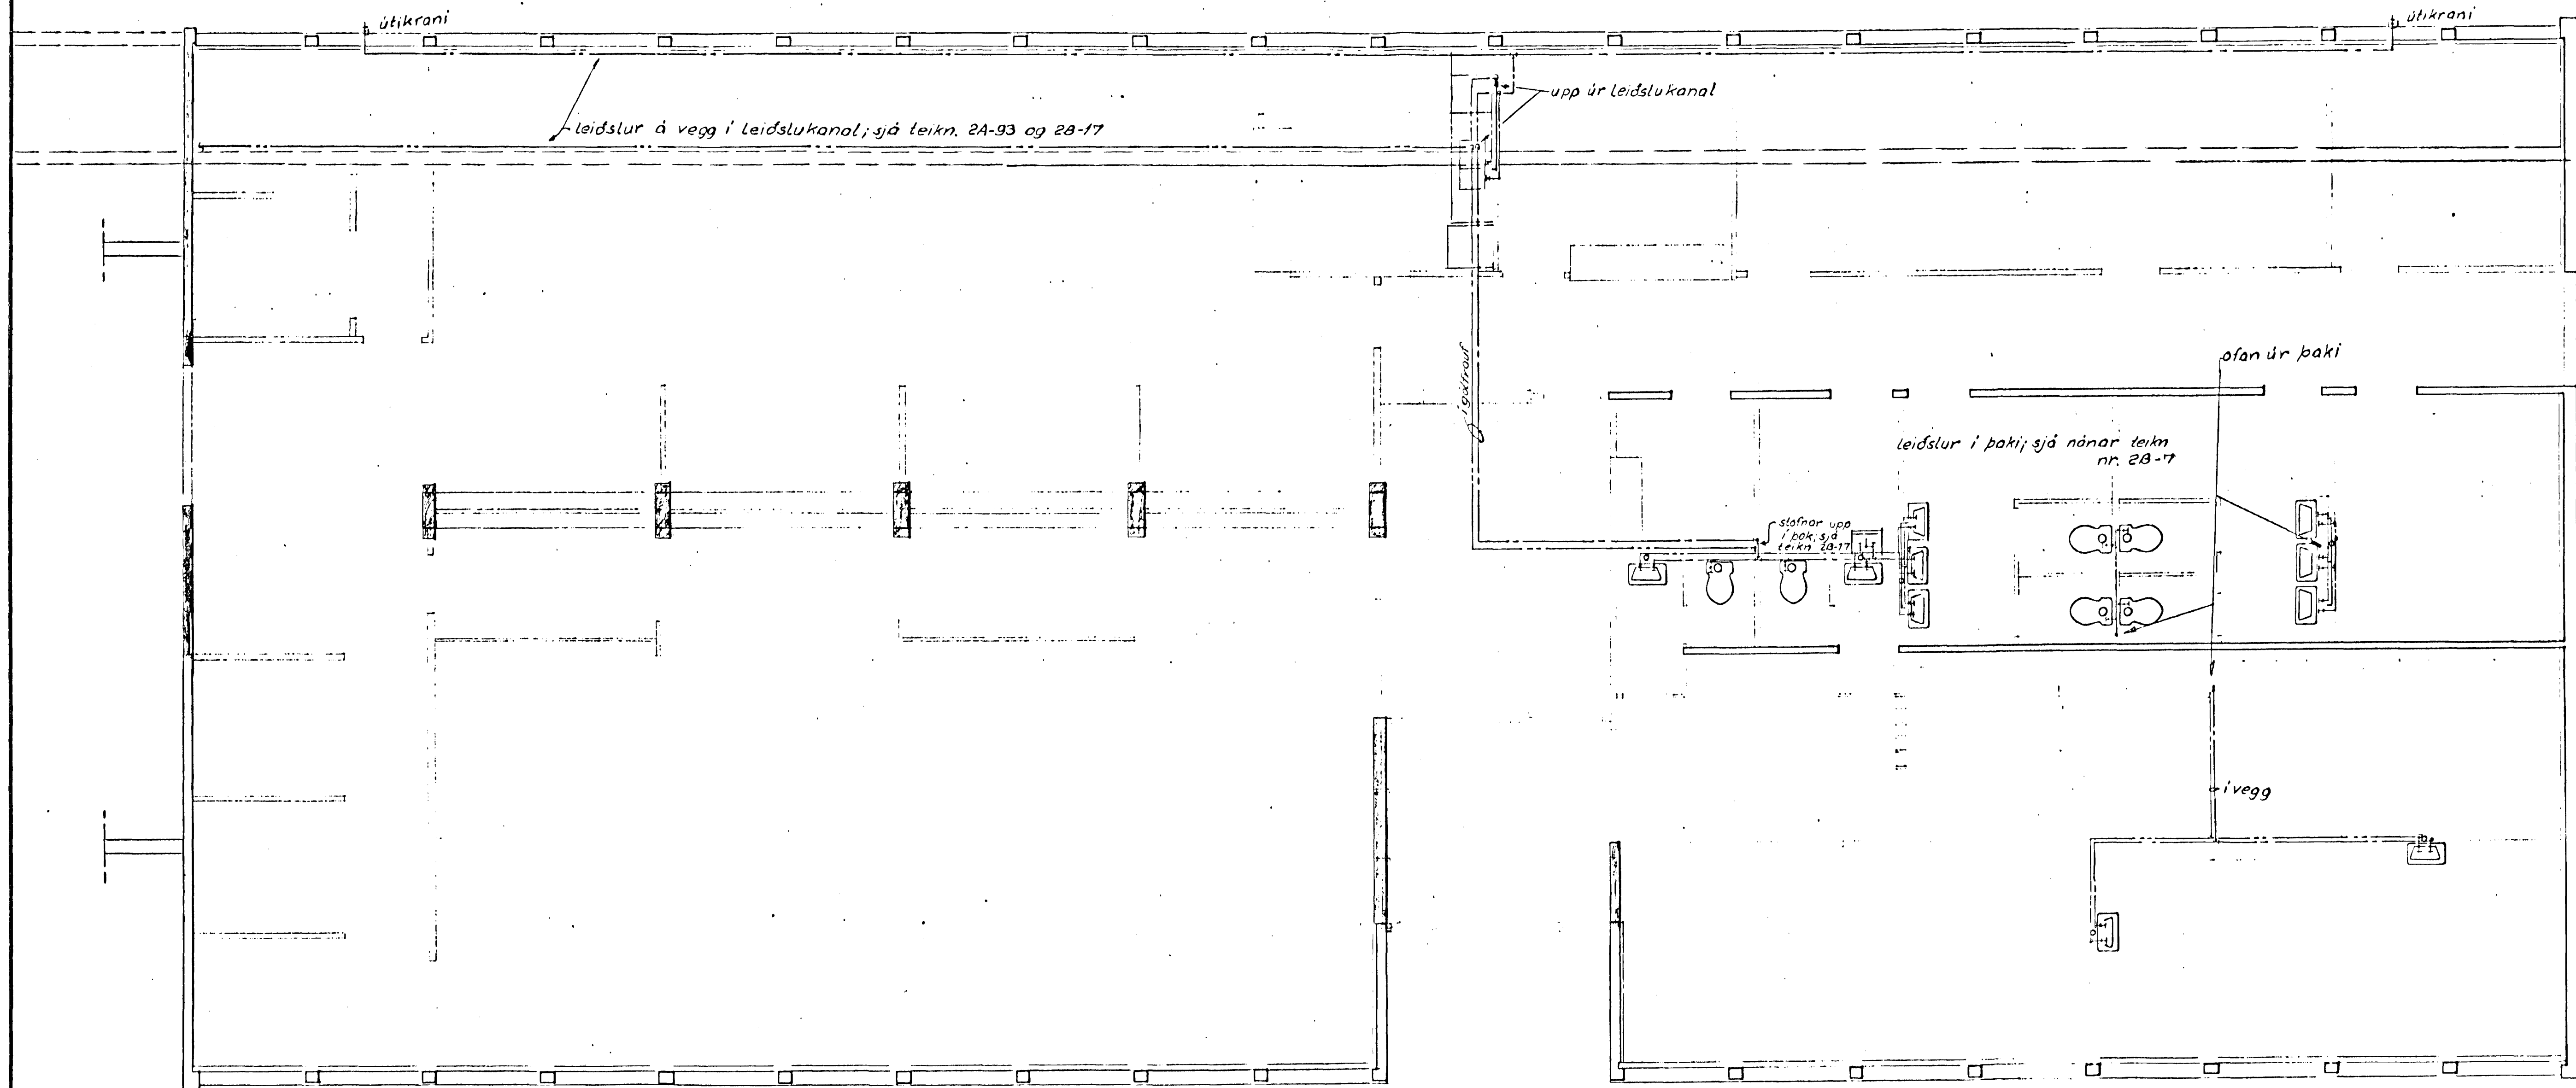 útikrani
útikrani
upp úr leiðslukanal
leiðslur á vegg í leiðslukanal; sjá teikn. 2A-93 og 2B-17
í gólfrauf
ofan úr þaki
leiðslur í þaki; sjá nánar teikn
nr. 2B-7
stofnar upp
í þak, sjá
teikn 2B-17
í vegg